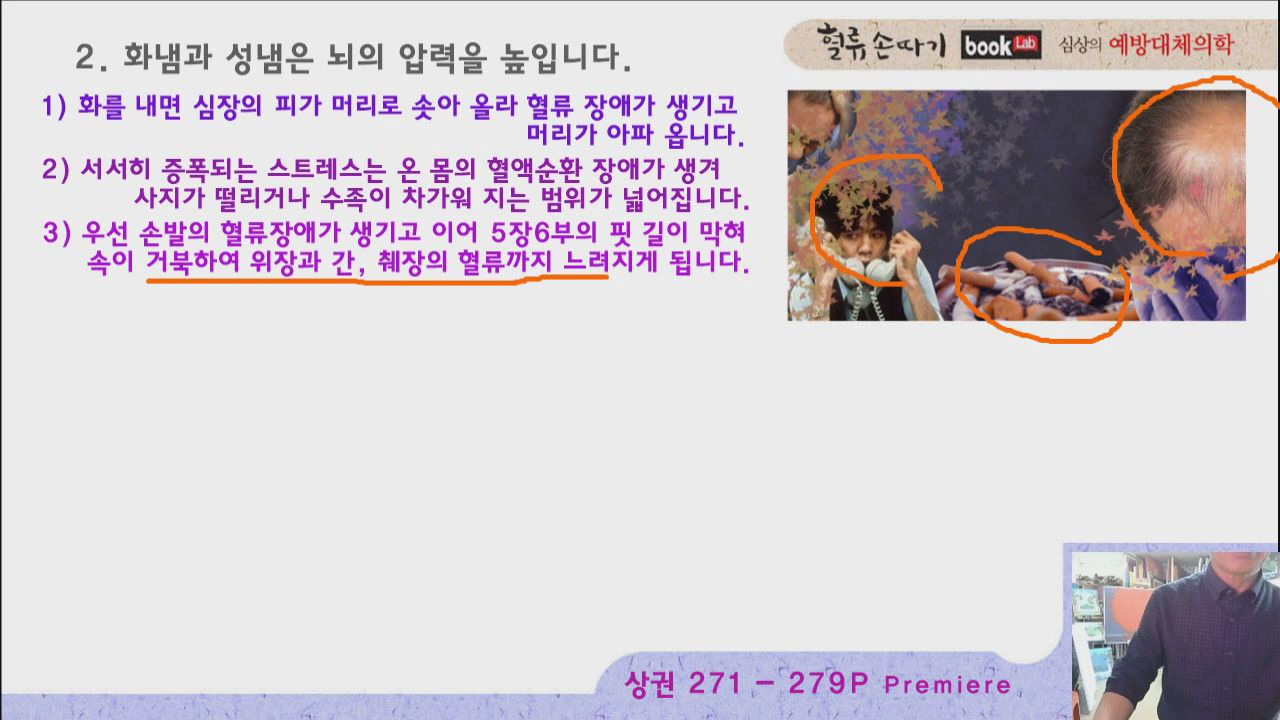 2. 화냄과 성냄은 뇌의 압력을 높입니다.
1) 화를 내면 심장의 피가 머리로 솟아 올라 혈류 장애가 생기고
머리가 아파 옵니다.
2) 서서히 증폭되는 스트레스는 온 몸의 혈액순환 장애가 생겨
사지가 떨리거나 수족이 차가워 지는 범위가 넓어집니다.
3) 우선 손발의 혈류장애가 생기고 이어 5장6부의 핏 길이 막혀
속이 거북하여 위장과 간, 췌장의 혈류까지 느려지게 됩니다.
혈류 손따기 book Lab 심상의 예방대체의학
상권 271 - 279P Premiere